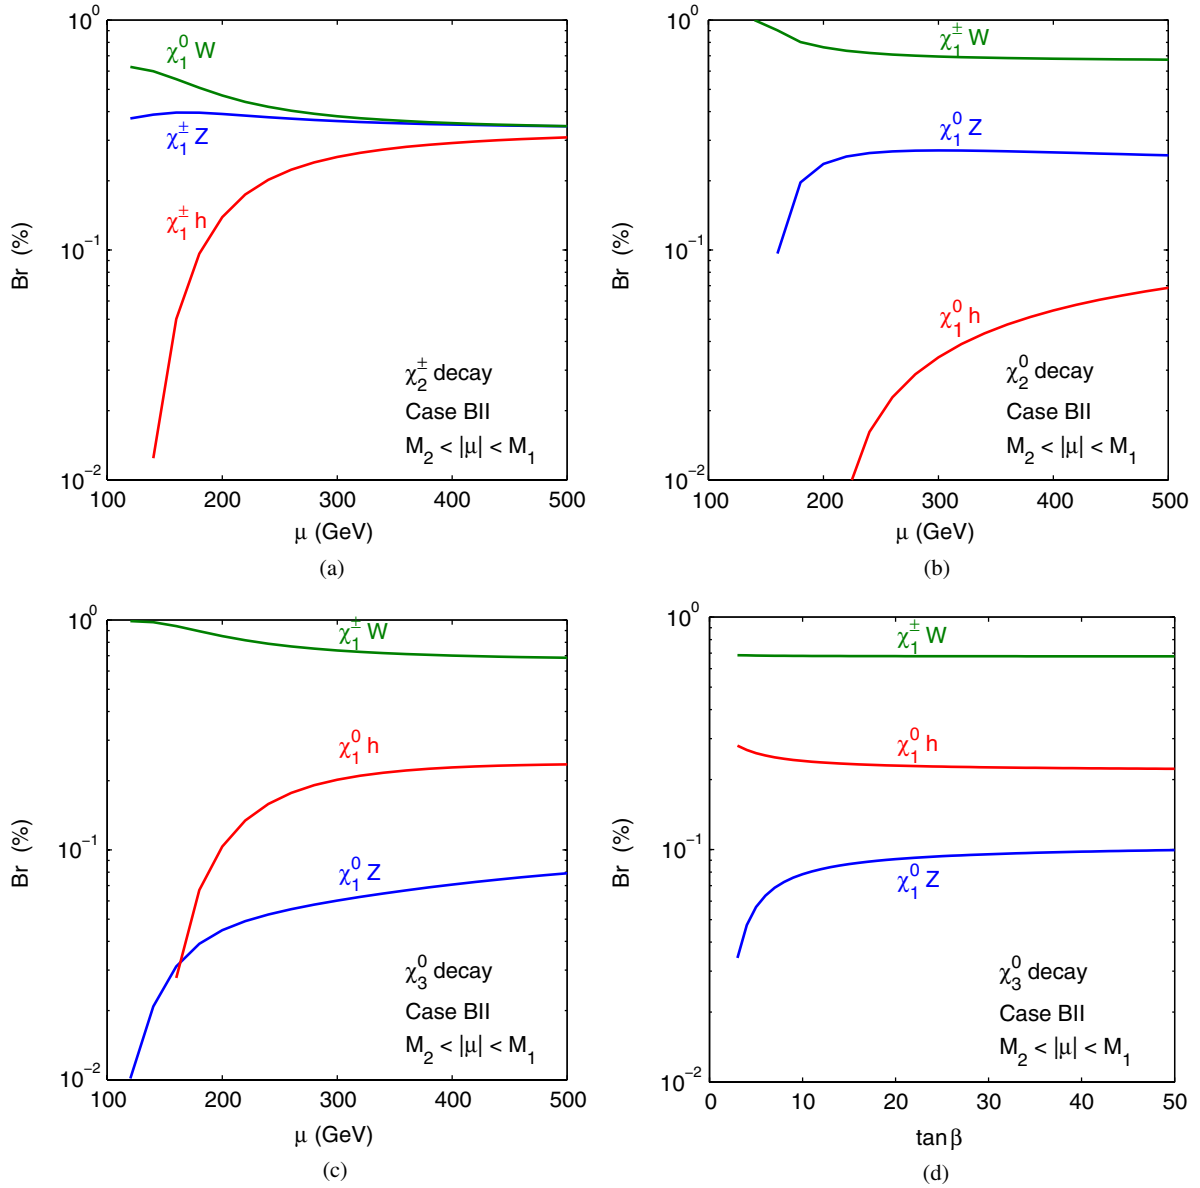 10^0
χ_1^0 W
χ_1^± Z
χ_1^± h
10^-1
10^-2
Br (%)
χ_2^± decay
Case BII
M_2 < |μ| < M_1
100 200 300 400 500
μ (GeV)
(a)
10^0
χ_1^± W
χ_1^0 Z
10^-1
χ_1^0 h
10^-2
Br (%)
χ_2^0 decay
Case BII
M_2 < |μ| < M_1
100 200 300 400 500
μ (GeV)
(b)
10^0
χ_1^± W
χ_1^0 h
10^-1
χ_1^0 Z
10^-2
Br (%)
χ_3^0 decay
Case BII
M_2 < |μ| < M_1
100 200 300 400 500
μ (GeV)
(c)
10^0
χ_1^± W
χ_1^0 h
10^-1
χ_1^0 Z
10^-2
Br (%)
χ_3^0 decay
Case BII
M_2 < |μ| < M_1
0 10 20 30 40 50
tan β
(d)